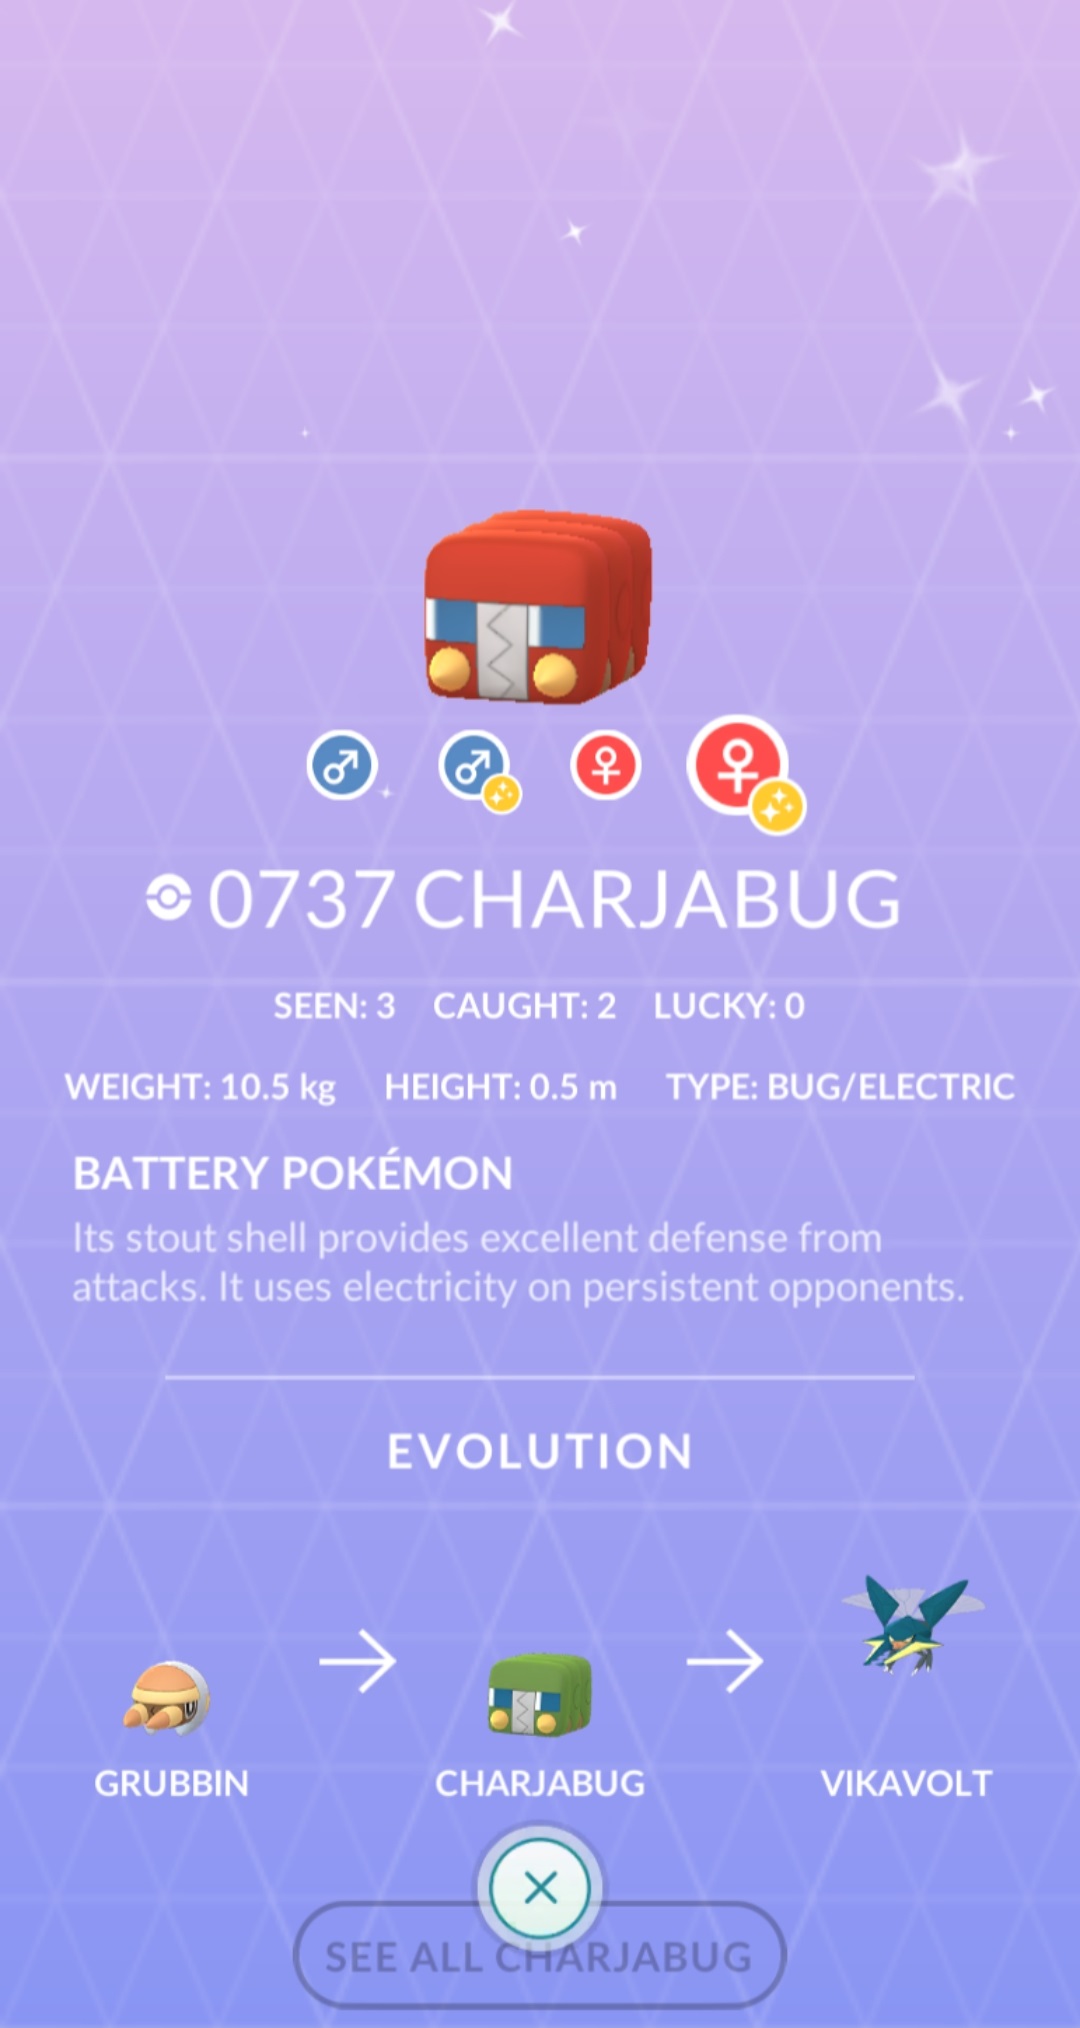 0737 CHARJABUG
SEEN: 3 CAUGHT: 2 LUCKY: 0
WEIGHT: 10.5 kg HEIGHT: 0.5 m TYPE: BUG/ELECTRIC
BATTERY POKÉMON
Its stout shell provides excellent defense from
attacks. It uses electricity on persistent opponents.
EVOLUTION
GRUBBIN CHARJABUG VIKAVOLT
SEE ALL CHARJABUG